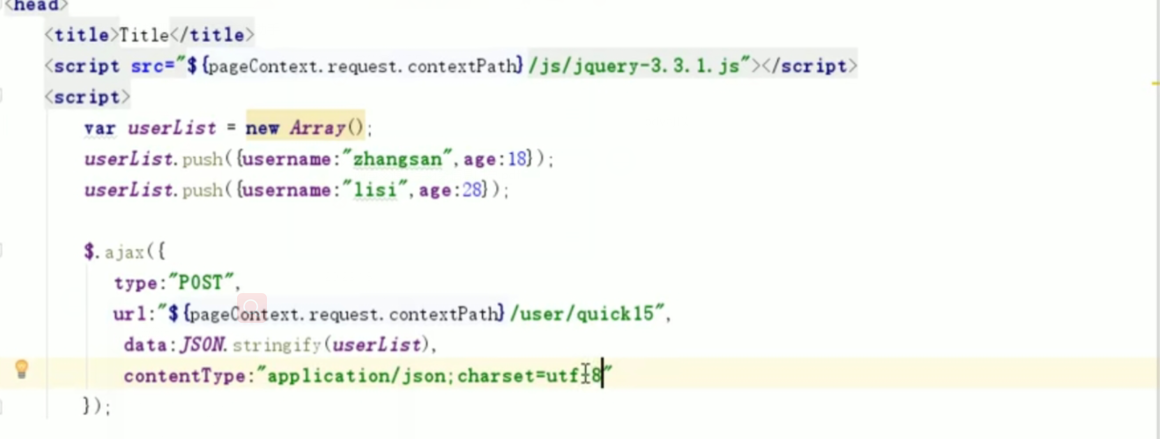 <head>
<title>Title</title>
<script src="${pageContext.request.contextPath}/js/jquery-3.3.1.js"></script>
<script>
var userList = new Array();
userList.push({username:"zhangsan",age:18});
userList.push({username:"lisi",age:28});
$.ajax({
type:"POST",
url:"${pageContext.request.contextPath}/user/quick15",
data:JSON.stringify(userList),
contentType:"application/json;charset=utf-8"
});